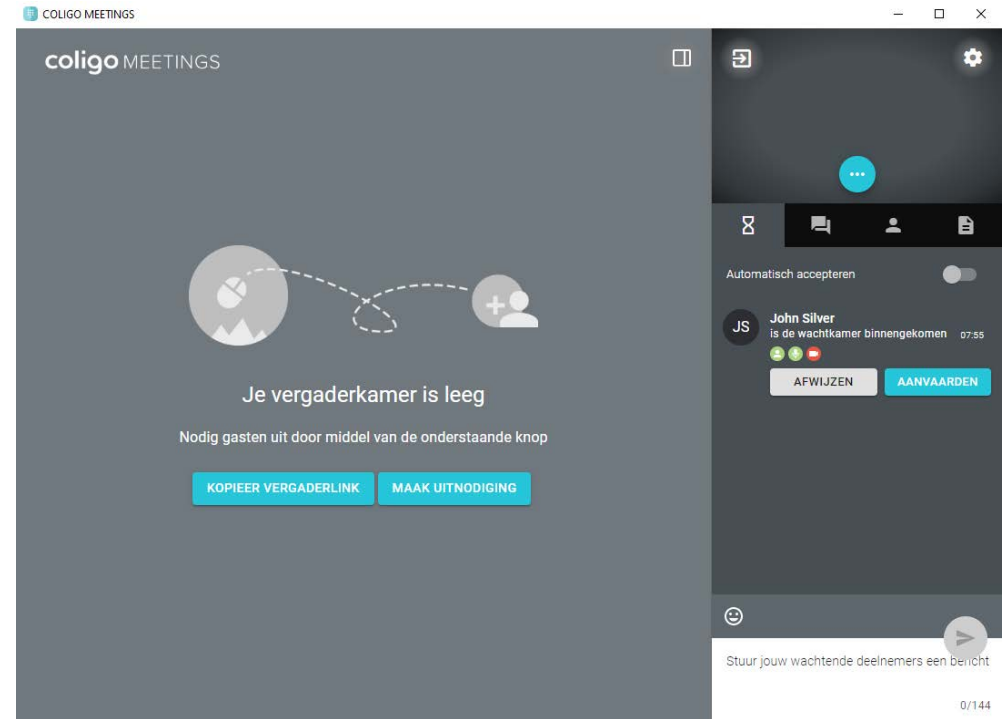 COLIGO MEETINGS
coligo MEETINGS
Je vergaderkamer is leeg
Nodig gasten uit door middel van de onderstaande knop
KOPIEER VERGADERLINK MAAK UITNODIGING
Automatisch accepteren
JS
John Silver
is de wachtkamer binnengekomen 07:55
AFWIJZEN AANVAARDEN
Stuur jouw wachtende deelnemers een bericht
0/144